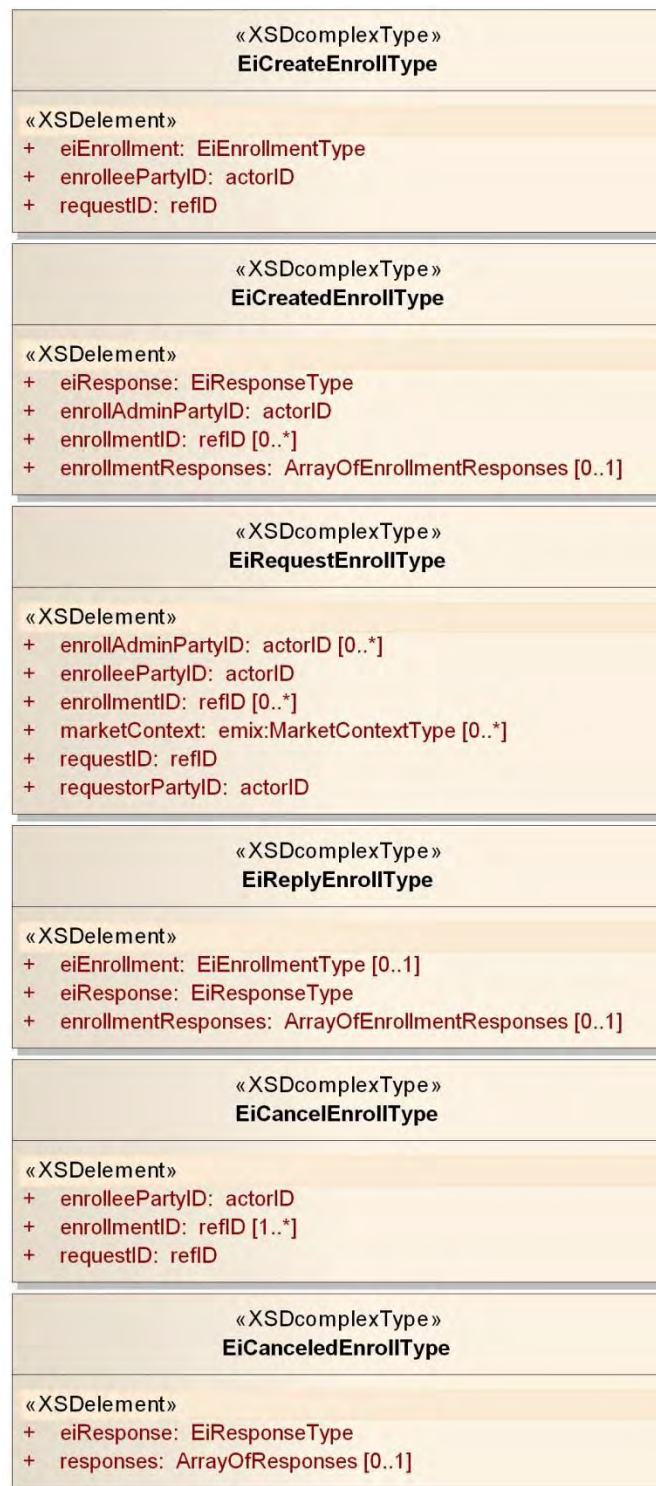 «XSDcomplexType»
EiCreateEnrollType
«XSDelement»
+ eiEnrollment: EiEnrollmentType
+ enrolleePartyID: actorID
+ requestID: refID
«XSDcomplexType»
EiCreatedEnrollType
«XSDelement»
+ eiResponse: EiResponseType
+ enrollAdminPartyID: actorID
+ enrollmentID: refID [0..*]
+ enrollmentResponses: ArrayOfEnrollmentResponses [0..1]
«XSDcomplexType»
EiRequestEnrollType
«XSDelement»
+ enrollAdminPartyID: actorID [0..*]
+ enrolleePartyID: actorID
+ enrollmentID: refID [0..*]
+ marketContext: emix:MarketContextType [0..*]
+ requestID: refID
+ requestorPartyID: actorID
«XSDcomplexType»
EiReplyEnrollType
«XSDelement»
+ eiEnrollment: EiEnrollmentType [0..1]
+ eiResponse: EiResponseType
+ enrollmentResponses: ArrayOfEnrollmentResponses [0..1]
«XSDcomplexType»
EiCancelEnrollType
«XSDelement»
+ enrolleePartyID: actorID
+ enrollmentID: refID [1..*]
+ requestID: refID
«XSDcomplexType»
EiCanceledEnrollType
«XSDelement»
+ eiResponse: EiResponseType
+ responses: ArrayOfResponses [0..1]